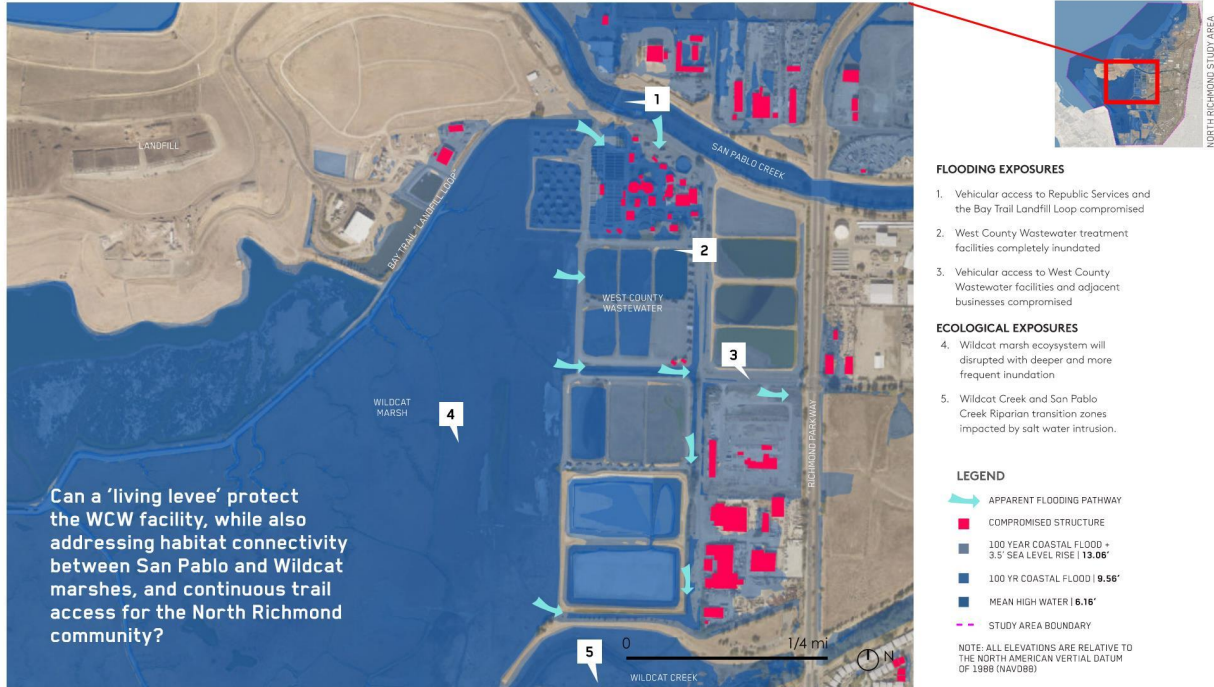 LANDFILL
BAY TRAIL "LANDFILL LOOP"
1
SAN PABLO CREEK
2
WEST COUNTY
WASTEWATER
3
WILDCAT
MARSH
4
RICHMOND PARKWAY
Can a ‘living levee’ protect
the WCW facility, while also
addressing habitat connectivity
between San Pablo and Wildcat
marshes, and continuous trail
access for the North Richmond
community?
5
WILDCAT CREEK
0
1/4 mi
N
NORTH RICHMOND STUDY AREA
FLOODING EXPOSURES
1. Vehicular access to Republic Services and
the Bay Trail Landfill Loop compromised
2. West County Wastewater treatment
facilities completely inundated
3. Vehicular access to West County
Wastewater facilities and adjacent
businesses compromised
ECOLOGICAL EXPOSURES
4. Wildcat marsh ecosystem will
disrupted with deeper and more
frequent inundation
5. Wildcat Creek and San Pablo
Creek Riparian transition zones
impacted by salt water intrusion.
LEGEND
APPARENT FLOODING PATHWAY
COMPROMISED STRUCTURE
100 YEAR COASTAL FLOOD +
3.5' SEA LEVEL RISE | 13.06'
100 YR COASTAL FLOOD | 9.56'
MEAN HIGH WATER | 6.16'
STUDY AREA BOUNDARY
NOTE: ALL ELEVATIONS ARE RELATIVE TO
THE NORTH AMERICAN VERTIAL DATUM
OF 1988 (NAVD88)